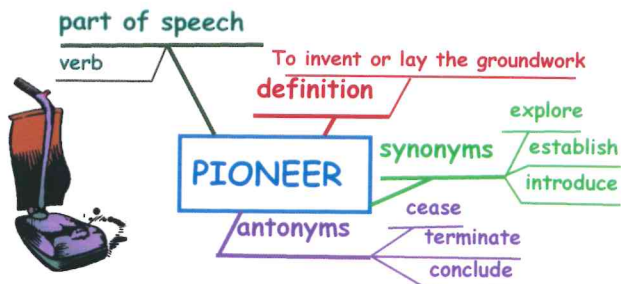 part of speech
verb
To invent or lay the groundwork
definition
explore
synonyms
establish
introduce
PIONEER
antonyms
cease
terminate
conclude